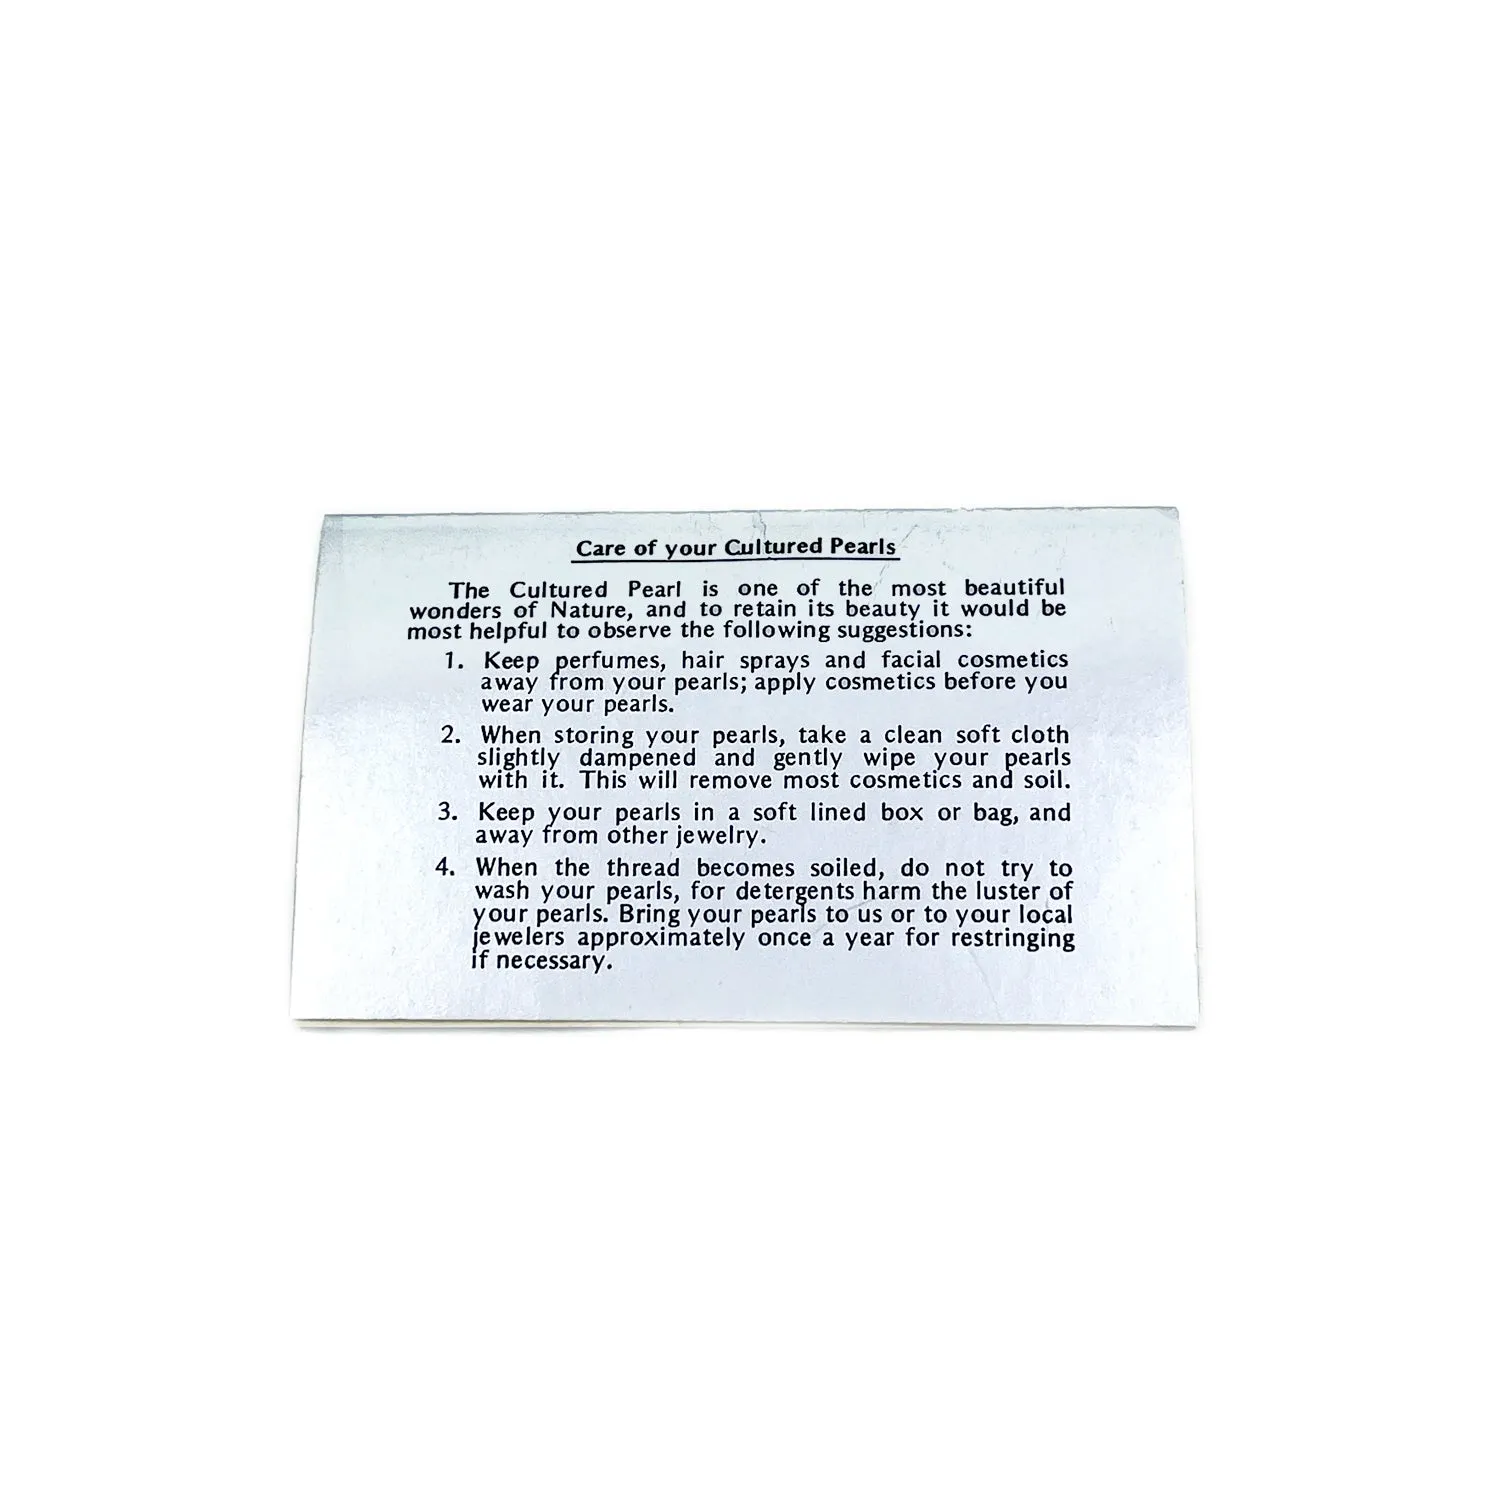 Care of your Cultured Pearls
The Cultured Pearl is one of the most beautiful
wonders of Nature, and to retain its beauty it would be
most helpful to observe the following suggestions:
1. Keep perfumes, hair sprays and facial cosmetics
away from your pearls; apply cosmetics before you
wear your pearls.
2. When storing your pearls, take a clean soft cloth
slightly dampened and gently wipe your pearls
with it. This will remove most cosmetics and soil.
3. Keep your pearls in a soft lined box or bag, and
away from other jewelry.
4. When the thread becomes soiled, do not try to
wash your pearls, for detergents harm the luster of
your pearls. Bring your pearls to us or to your local
jewelers approximately once a year for restringing
if necessary.